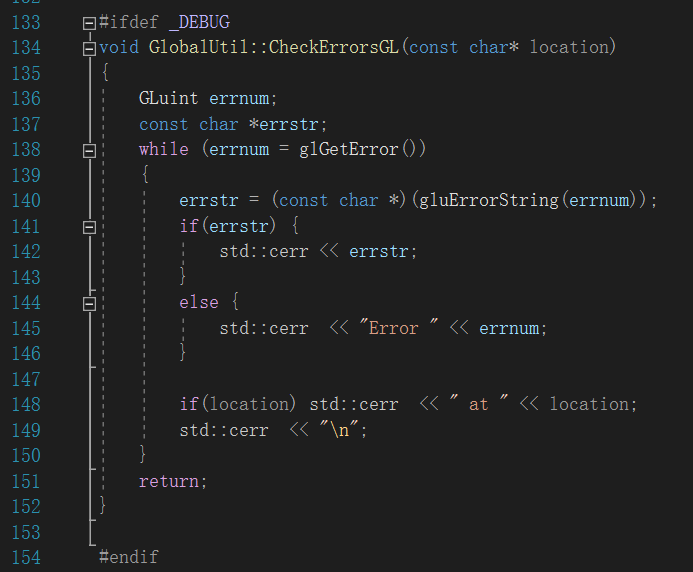 133 #ifdef _DEBUG
134 void GlobalUtil::CheckErrorsGL(const char* location)
135 {
136     GLuint errnum;
137     const char *errstr;
138     while (errnum = glGetError())
139     {
140         errstr = (const char *)(gluErrorString(errnum));
141         if(errstr) {
142             std::cerr << errstr;
143         }
144         else {
145             std::cerr  << "Error " << errnum;
146         }
147
148         if(location) std::cerr  << " at " << location;
149         std::cerr  << "\n";
150     }
151     return;
152 }
153
154 #endif